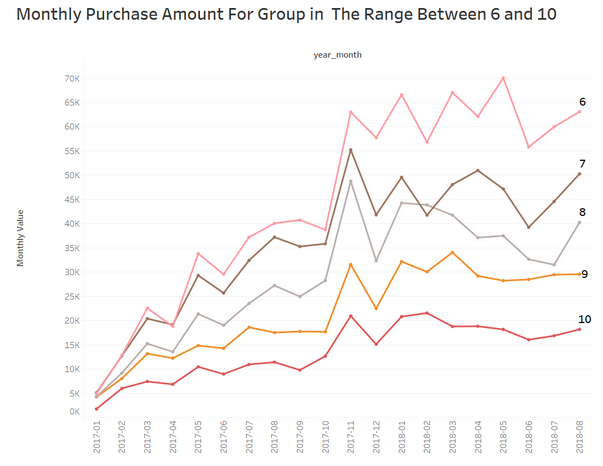 Monthly Purchase Amount For Group in The Range Between 6 and 10
year_month
Monthly Value
70K
65K
60K
55K
50K
45K
40K
35K
30K
25K
20K
15K
10K
5K
0K
6
7
8
9
10
2017-01
2017-02
2017-03
2017-04
2017-05
2017-06
2017-07
2017-08
2017-09
2017-10
2017-11
2017-12
2018-01
2018-02
2018-03
2018-04
2018-05
2018-06
2018-07
2018-08